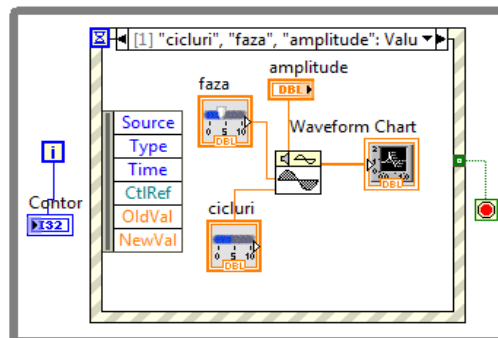 [1] "cicluri", "faza", "amplitude": Valu
amplitude
DBL
faza
0 5 10
DBL
Waveform Chart
2
DBL
Source
Type
Time
CtlRef
OldVal
NewVal
i
Contor
I32
cicluri
0 5 10
DBL